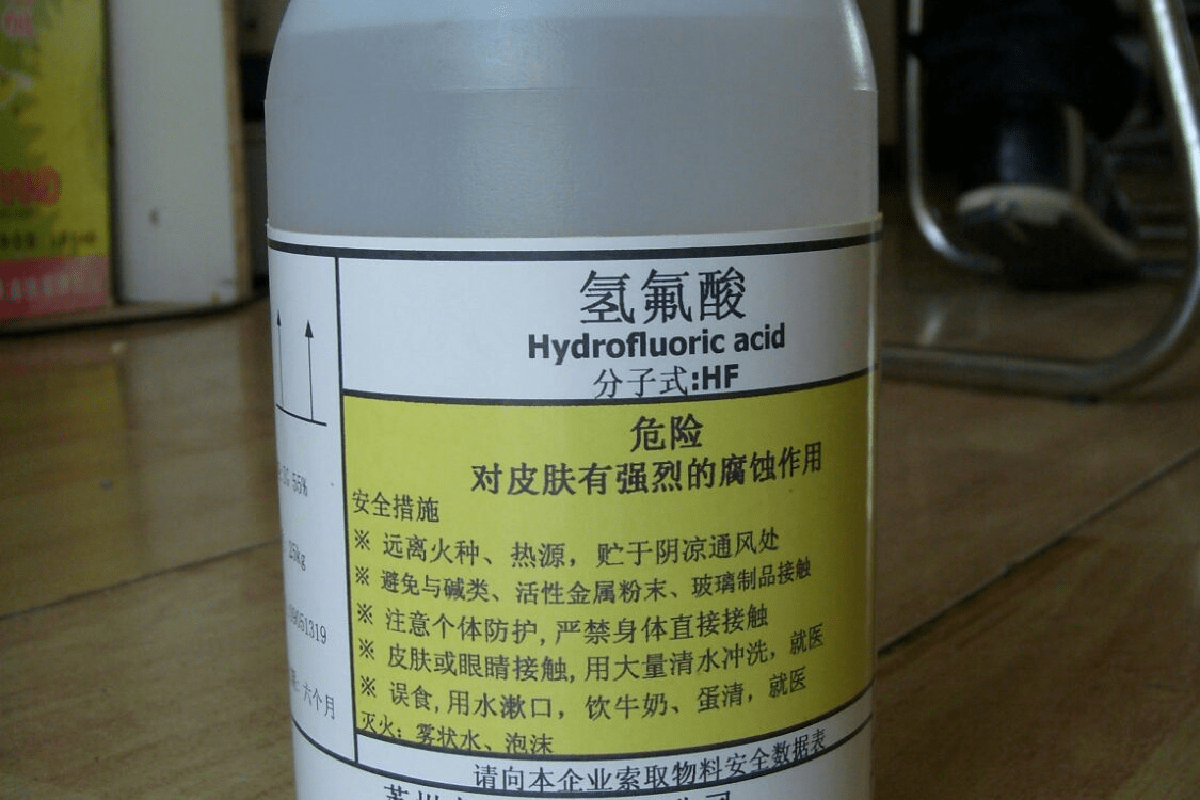 氢氟酸
Hydrofluoric acid
分子式:HF
危险
对皮肤有强烈的腐蚀作用
安全措施
※ 远离火种、热源，贮于阴凉通风处
※ 避免与碱类、活性金属粉末、玻璃制品接触
※ 注意个体防护,严禁身体直接接触
※ 皮肤或眼睛接触,用大量清水冲洗，就医
※ 误食,用水漱口，饮牛奶、蛋清，就医
灭火：雾状水、泡沫
请向本企业索取物料安全数据表
55%
25kg
051319
六个月